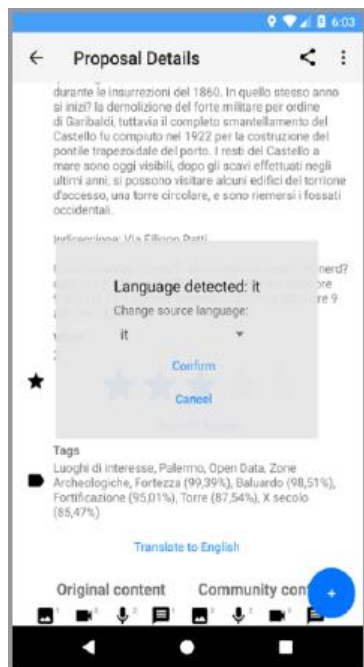 6:03
Proposal Details
durante le insurrezioni del 1860. In quello stesso anno
si inizi? la demolizione del forte militare per ordine
di Garibaldi, tuttavia il completo smantellamento del
Castello fu compiuto nel 1922 per la costruzione del
pontile trapezoidale del porto. I resti del Castello a
mare sono oggi visibili, dopo gli scavi effettuati negli
ultimi anni; si possono visitare alcuni edifici del torrione
d'accesso, una torre circolare, e sono riemersi i fossati
occidentali.
Indirecciione: Via Filippo Patti
nerd?
ore
e 9
Language detected: it
Change source language:
it
Confirm
Cancel
Tags
Luoghi di interesse, Palermo, Open Data, Zone
Archeologiche, Fortezza (99,39%), Baluardo (98,51%),
Fortificazione (95,01%), Torre (87,54%), X secolo
(85,47%)
Translate to English
Original content Community con